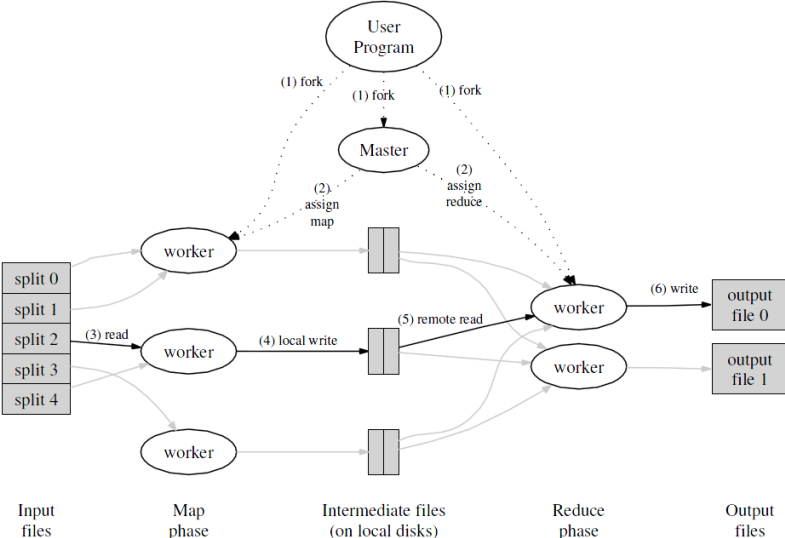 User
Program
(1) fork
(1) fork
(1) fork
Master
(2)
assign
map
(2)
assign
reduce
worker
split 0
split 1
split 2
split 3
split 4
(3) read
worker
(4) local write
(5) remote read
worker
(6) write
output
file 0
worker
output
file 1
worker
Input
files
Map
phase
Intermediate files
(on local disks)
Reduce
phase
Output
files